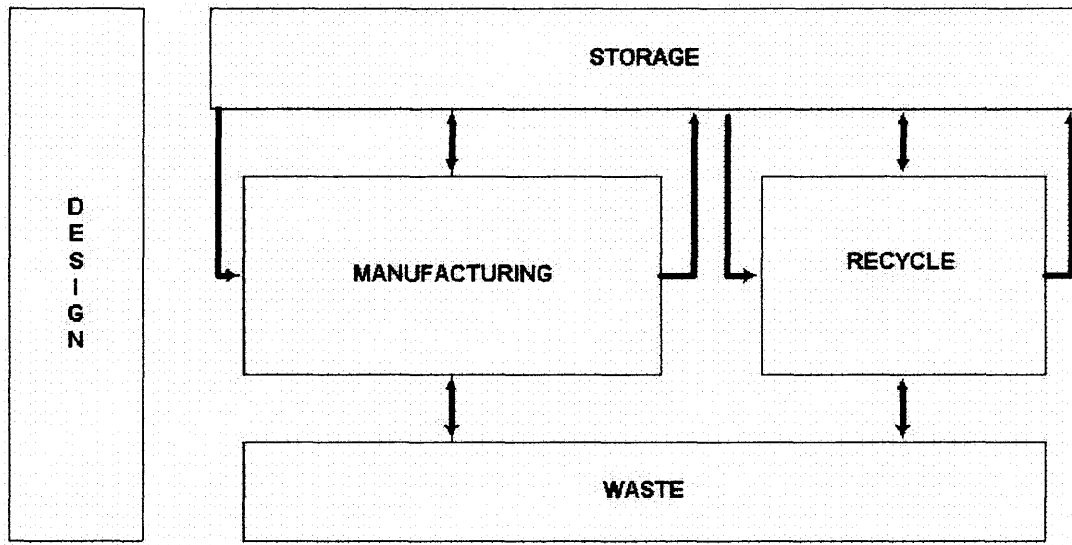 STORAGE
DESIGN
MANUFACTURING
RECYCLE
WASTE